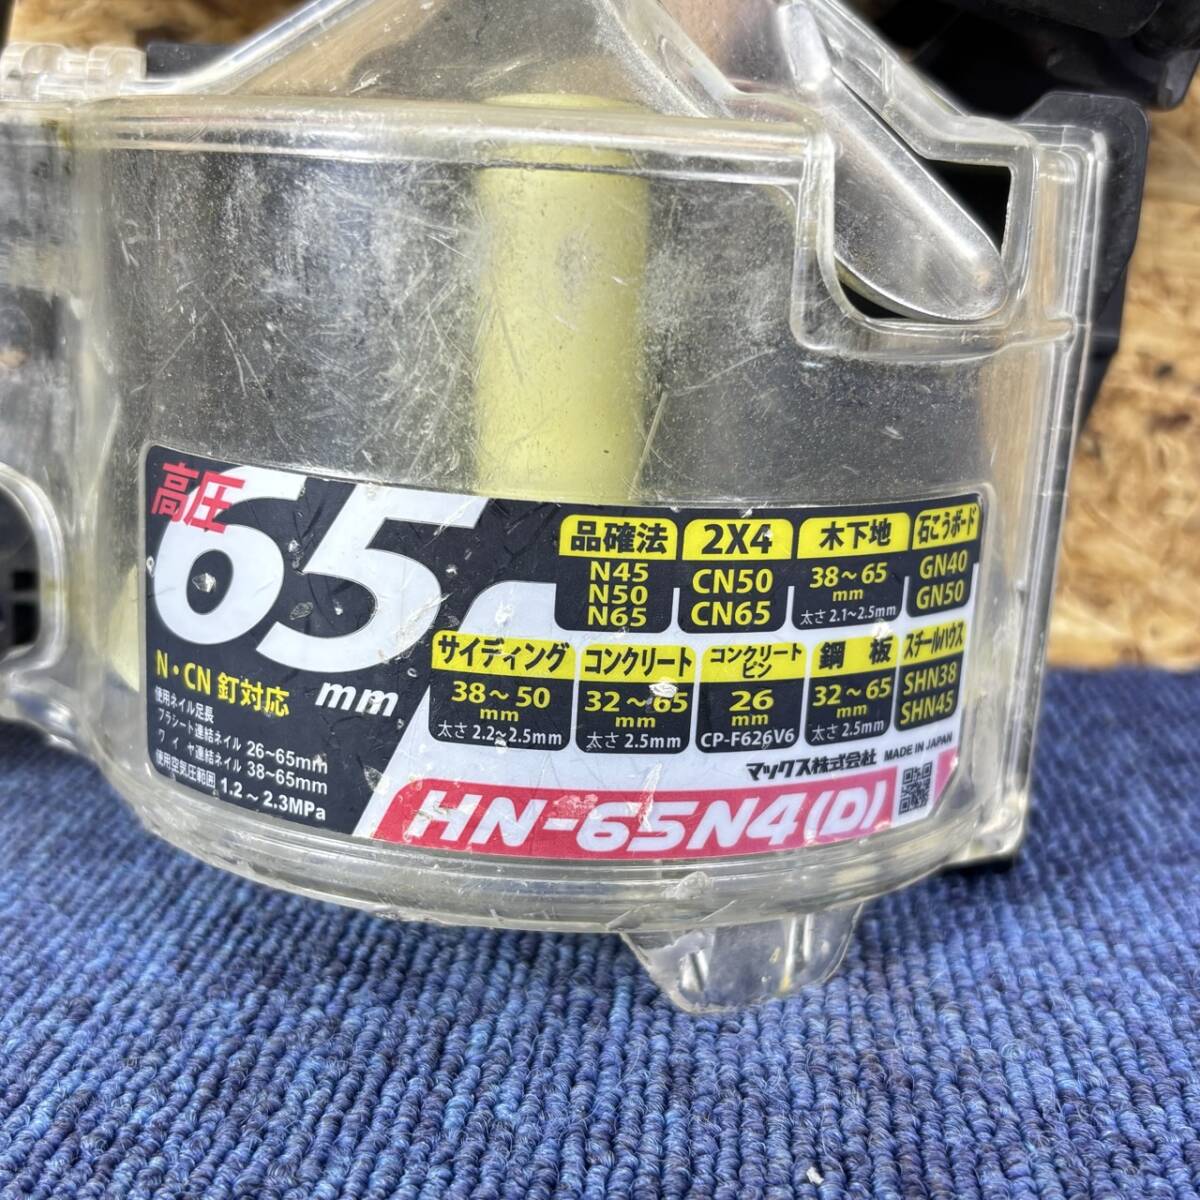 高圧
65mm
N・CN 釘対応
使用ネイル足長
プラシート連結ネイル 26～65mm
ワイヤ連結ネイル 38～65mm
使用空気圧範囲 1.2～2.3MPa
品確法
N45
N50
N65
2X4
CN50
CN65
木下地
38～65
mm
太さ 2.1～2.5mm
石こうボード
GN40
GN50
サイディング
38～50
mm
太さ 2.2～2.5mm
コンクリート
32～65
mm
太さ 2.5mm
コンクリート
ピン
26
mm
CP-F626V6
鋼板
32～65
mm
太さ 2.5mm
スチールハウス
SHN38
SHN45
マックス株式会社 MADE IN JAPAN
HN-65N4(D)